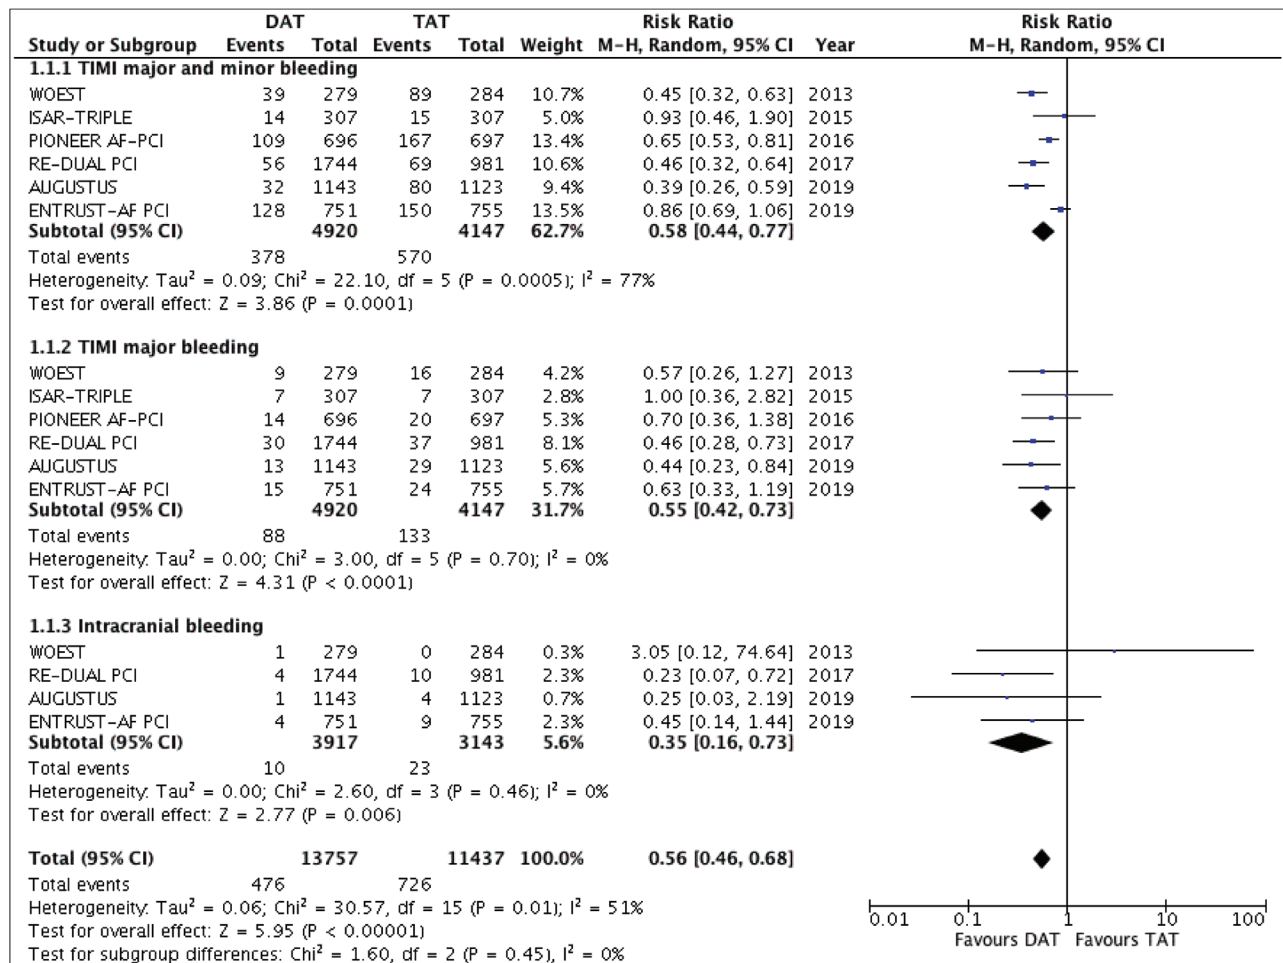 DAT TAT Risk Ratio Risk Ratio
Study or Subgroup Events Total Events Total Weight M-H, Random, 95% CI Year M-H, Random, 95% CI
1.1.1 TIMI major and minor bleeding
WOEST 39 279 89 284 10.7% 0.45 [0.32, 0.63] 2013
ISAR-TRIPLE 14 307 15 307 5.0% 0.93 [0.46, 1.90] 2015
PIONEER AF-PCI 109 696 167 697 13.4% 0.65 [0.53, 0.81] 2016
RE-DUAL PCI 56 1744 69 981 10.6% 0.46 [0.32, 0.64] 2017
AUGUSTUS 32 1143 80 1123 9.4% 0.39 [0.26, 0.59] 2019
ENTRUST-AF PCI 128 751 150 755 13.5% 0.86 [0.69, 1.06] 2019
Subtotal (95% CI) 4920 4147 62.7% 0.58 [0.44, 0.77]
Total events 378 570
Heterogeneity: Tau² = 0.09; Chi² = 22.10, df = 5 (P = 0.0005); I² = 77%
Test for overall effect: Z = 3.86 (P = 0.0001)
1.1.2 TIMI major bleeding
WOEST 9 279 16 284 4.2% 0.57 [0.26, 1.27] 2013
ISAR-TRIPLE 7 307 7 307 2.8% 1.00 [0.36, 2.82] 2015
PIONEER AF-PCI 14 696 20 697 5.3% 0.70 [0.36, 1.38] 2016
RE-DUAL PCI 30 1744 37 981 8.1% 0.46 [0.28, 0.73] 2017
AUGUSTUS 13 1143 29 1123 5.6% 0.44 [0.23, 0.84] 2019
ENTRUST-AF PCI 15 751 24 755 5.7% 0.63 [0.33, 1.19] 2019
Subtotal (95% CI) 4920 4147 31.7% 0.55 [0.42, 0.73]
Total events 88 133
Heterogeneity: Tau² = 0.00; Chi² = 3.00, df = 5 (P = 0.70); I² = 0%
Test for overall effect: Z = 4.31 (P < 0.0001)
1.1.3 Intracranial bleeding
WOEST 1 279 0 284 0.3% 3.05 [0.12, 74.64] 2013
RE-DUAL PCI 4 1744 10 981 2.3% 0.23 [0.07, 0.72] 2017
AUGUSTUS 1 1143 4 1123 0.7% 0.25 [0.03, 2.19] 2019
ENTRUST-AF PCI 4 751 9 755 2.3% 0.45 [0.14, 1.44] 2019
Subtotal (95% CI) 3917 3143 5.6% 0.35 [0.16, 0.73]
Total events 10 23
Heterogeneity: Tau² = 0.00; Chi² = 2.60, df = 3 (P = 0.46); I² = 0%
Test for overall effect: Z = 2.77 (P = 0.006)
Total (95% CI) 13757 11437 100.0% 0.56 [0.46, 0.68]
Total events 476 726
Heterogeneity: Tau² = 0.06; Chi² = 30.57, df = 15 (P = 0.01); I² = 51%
Test for overall effect: Z = 5.95 (P < 0.00001)
Test for subgroup differences: Chi² = 1.60, df = 2 (P = 0.45), I² = 0%
0.01 0.1 1 10 100
Favours DAT Favours TAT